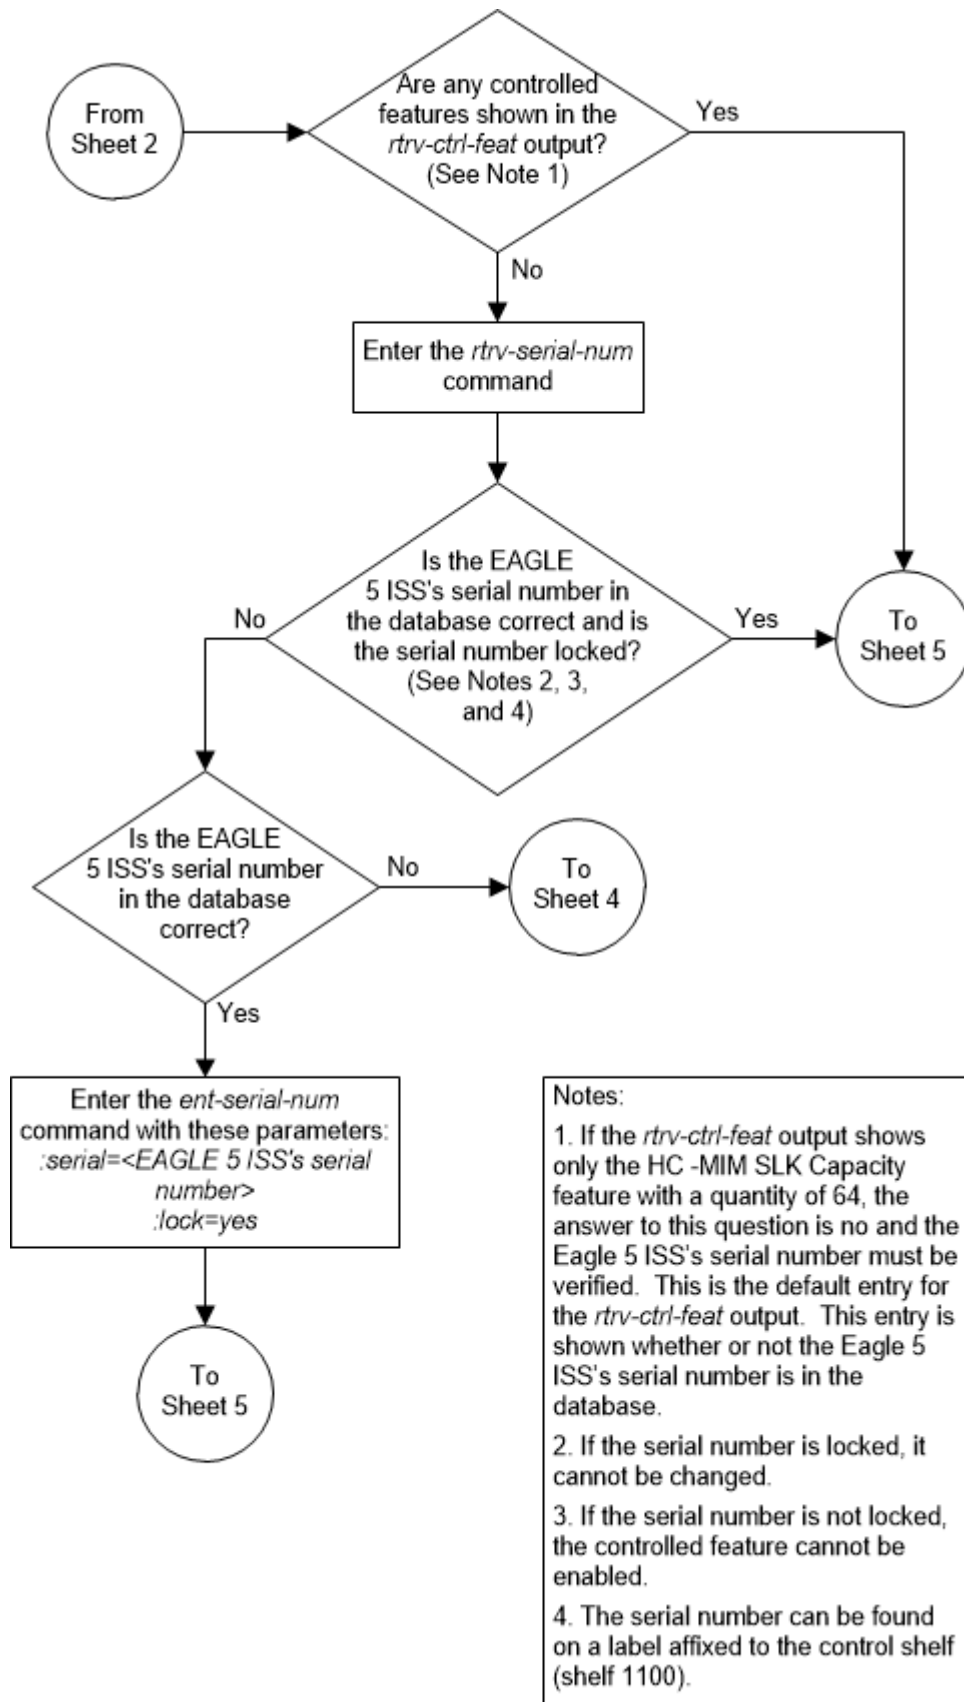 From
Sheet 2
Are any controlled
features shown in the
rtrv-ctrl-feat output?
(See Note 1)
Yes
No
Enter the rtrv-serial-num
command
Is the EAGLE
5 ISS's serial number in
the database correct and is
the serial number locked?
(See Notes 2, 3,
and 4)
No
Yes
To
Sheet 5
Is the EAGLE
5 ISS's serial number
in the database
correct?
No
To
Sheet 4
Yes
Enter the ent-serial-num
command with these parameters:
:serial=<EAGLE 5 ISS's serial
number>
:lock=yes
To
Sheet 5
Notes:
1. If the rtrv-ctrl-feat output shows
only the HC -MIM SLK Capacity
feature with a quantity of 64, the
answer to this question is no and the
Eagle 5 ISS's serial number must be
verified.  This is the default entry for
the rtrv-ctrl-feat output.  This entry is
shown whether or not the Eagle 5
ISS's serial number is in the
database.
2. If the serial number is locked, it
cannot be changed.
3. If the serial number is not locked,
the controlled feature cannot be
enabled.
4. The serial number can be found
on a label affixed to the control shelf
(shelf 1100).